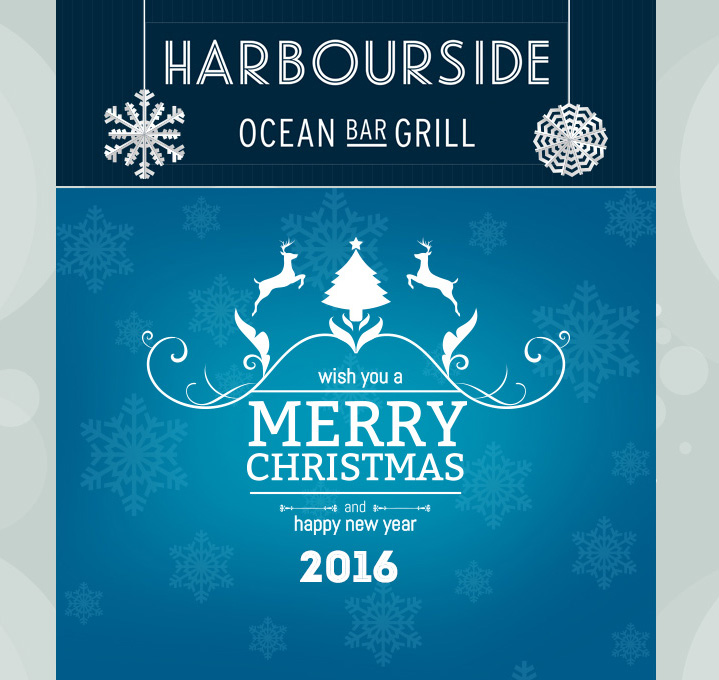 HARBOURSIDE
OCEAN BAR GRILL
wish you a
MERRY
CHRISTMAS
and
happy new year
2016